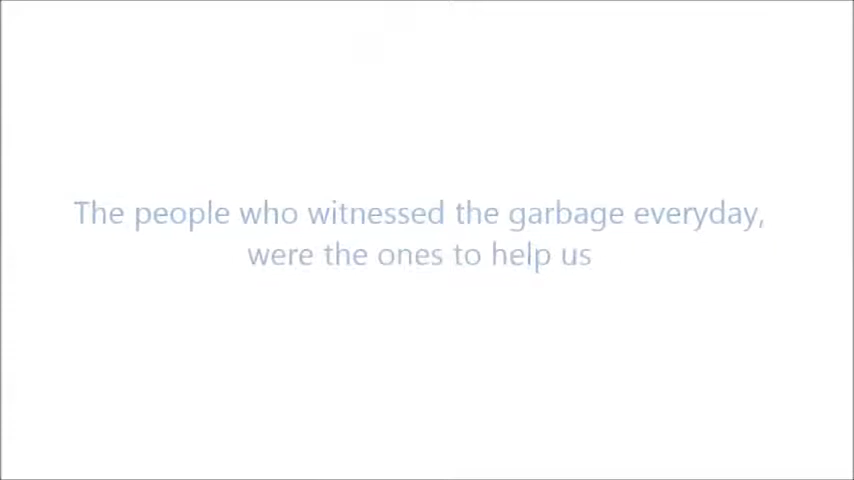 The people who witnessed the garbage everyday,
were the ones to help us